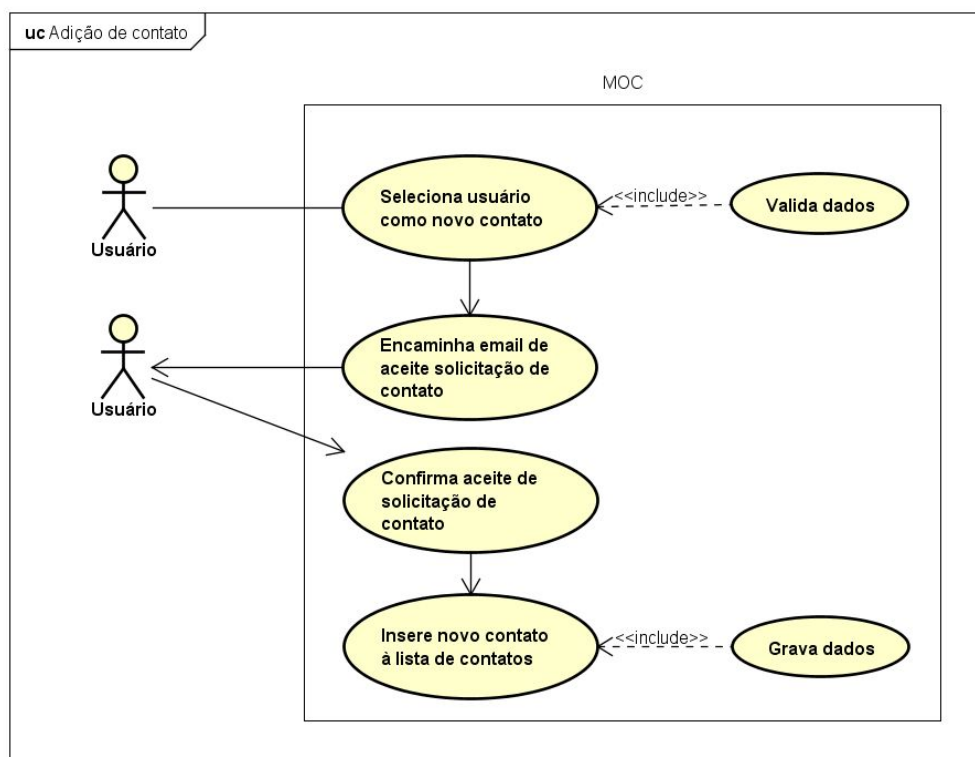 uc Adição de contato
MOC
Seleciona usuário
como novo contato
<<include>>
Valida dados
Usuário
Encaminha email de
aceite solicitação de
contato
Usuário
Confirma aceite de
solicitação de
contato
Insere novo contato
à lista de contatos
<<include>>
Grava dados